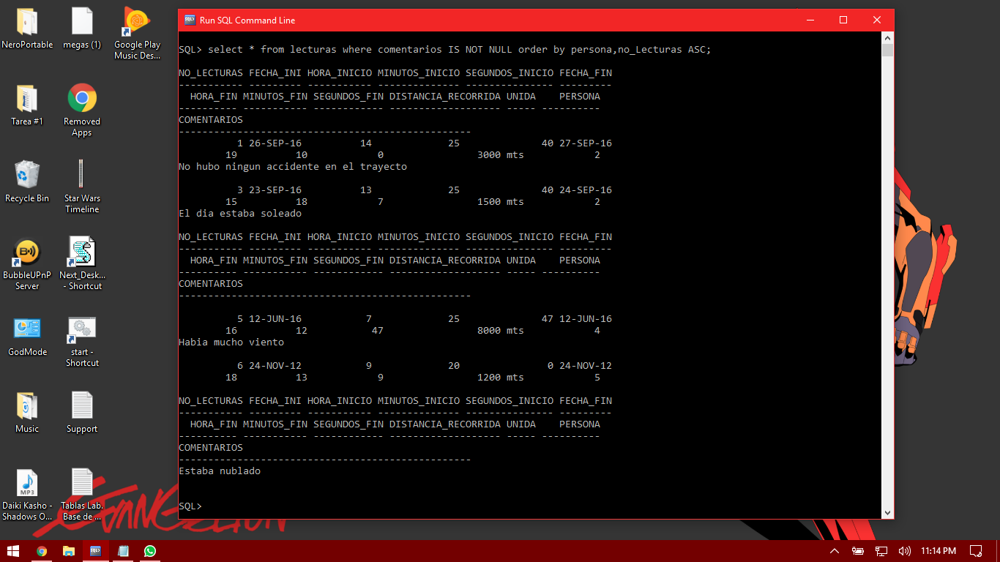 Run SQL Command Line
SQL> select * from lecturas where comentarios IS NOT NULL order by persona,no_Lecturas ASC;
NO_LECTURAS FECHA_INI HORA_INICIO MINUTOS_INICIO SEGUNDOS_INICIO FECHA_FIN
----------- --------- ----------- -------------- --------------- ---------
HORA_FIN MINUTOS_FIN SEGUNDOS_FIN DISTANCIA_RECORRIDA UNIDA PERSONA
---------- ----------- ------------ ------------------- ----- ----------
COMENTARIOS
--------------------------------------------------
1 26-SEP-16 14 25 40 27-SEP-16
19 10 0 3000 mts 2
No hubo ningun accidente en el trayecto
3 23-SEP-16 13 25 40 24-SEP-16
15 18 7 1500 mts 2
El dia estaba soleado
NO_LECTURAS FECHA_INI HORA_INICIO MINUTOS_INICIO SEGUNDOS_INICIO FECHA_FIN
----------- --------- ----------- -------------- --------------- ---------
HORA_FIN MINUTOS_FIN SEGUNDOS_FIN DISTANCIA_RECORRIDA UNIDA PERSONA
---------- ----------- ------------ ------------------- ----- ----------
COMENTARIOS
--------------------------------------------------
5 12-JUN-16 7 25 47 12-JUN-16
16 12 47 8000 mts 4
Habia mucho viento
6 24-NOV-12 9 20 0 24-NOV-12
18 13 9 1200 mts 5
NO_LECTURAS FECHA_INI HORA_INICIO MINUTOS_INICIO SEGUNDOS_INICIO FECHA_FIN
----------- --------- ----------- -------------- --------------- ---------
HORA_FIN MINUTOS_FIN SEGUNDOS_FIN DISTANCIA_RECORRIDA UNIDA PERSONA
---------- ----------- ------------ ------------------- ----- ----------
COMENTARIOS
--------------------------------------------------
Estaba nublado
SQL>
NeroPortable
megas (1)
Google Play
Music Des...
Tarea #1
Removed
Apps
Recycle Bin
Star Wars
Timeline
BubbleUPnP
Server
Next_Desk...
- Shortcut
GodMode
start -
Shortcut
Music
Support
MP3
Daiki Kasho -
Shadows O...
Tablas Lab.
Base de ...
EVANGELION
11:14 PM